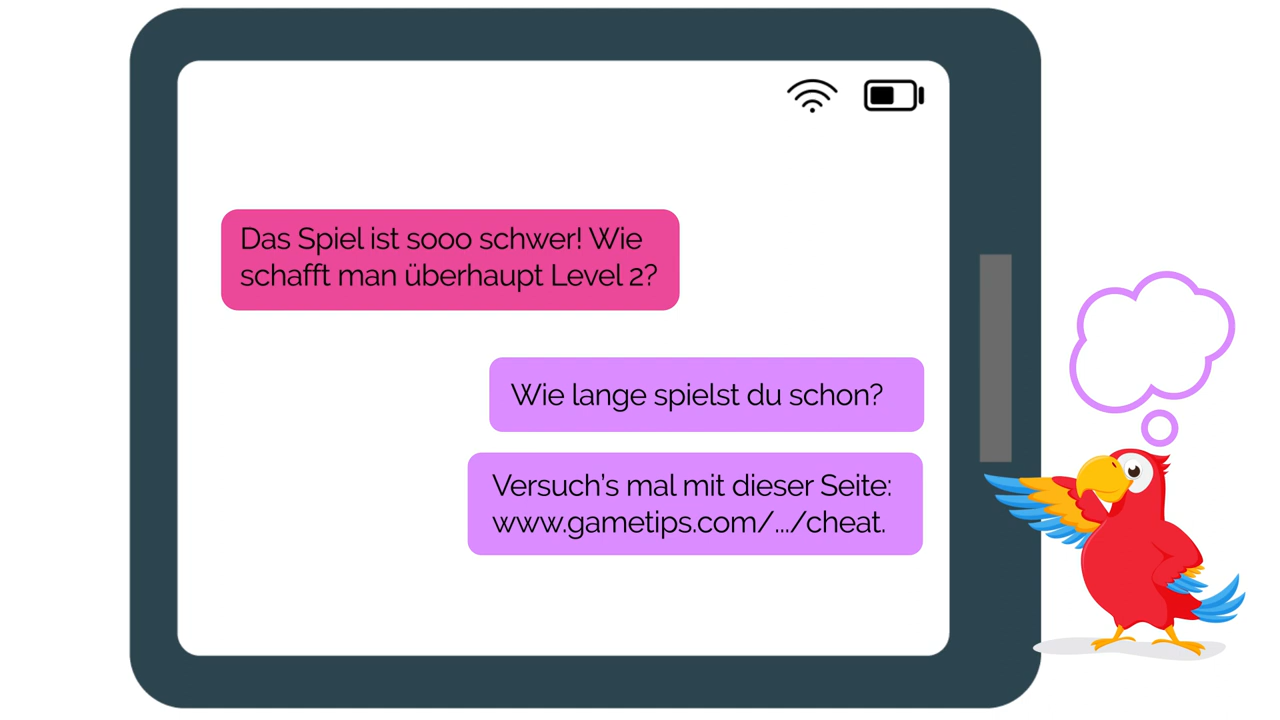 Das Spiel ist sooo schwer! Wie
schafft man überhaupt Level 2?
Wie lange spielst du schon?
Versuch's mal mit dieser Seite:
www.gametips.com/.../cheat.